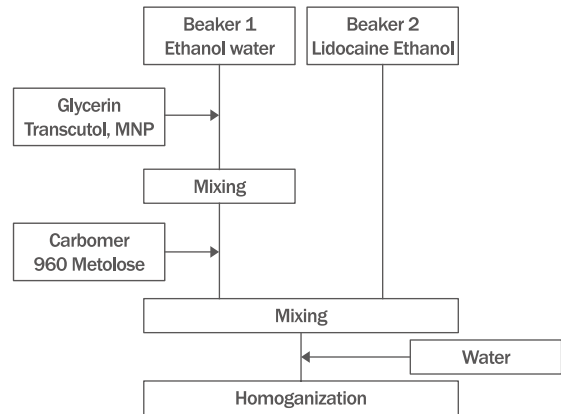 Beaker 1
Ethanol water
Beaker 2
Lidocaine Ethanol
Glycerin
Transcutol, MNP
Mixing
Carbomer
960 Metolose
Mixing
Water
Homoganization